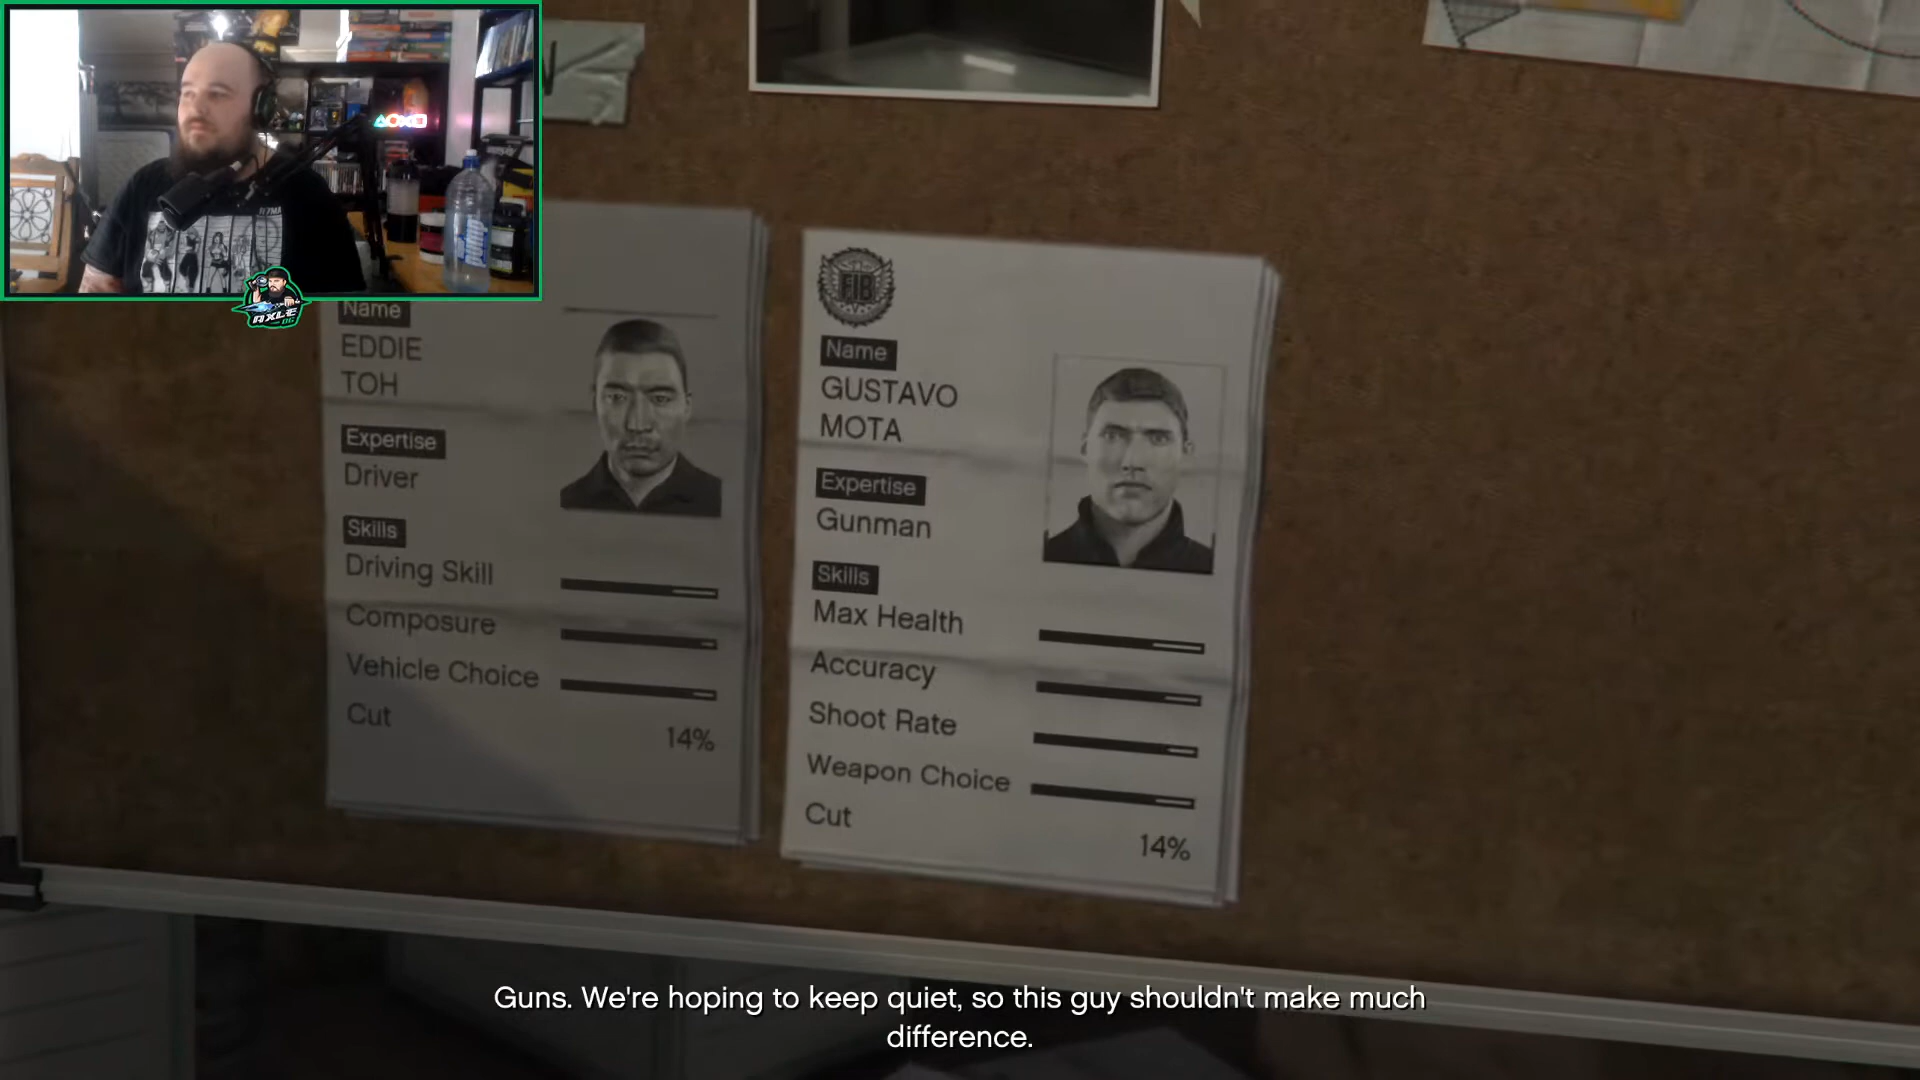 AXLE
OG
Name
EDDIE
TOH
Expertise
Driver
Skills
Driving Skill
Composure
Vehicle Choice
Cut
14%
FIB
Name
GUSTAVO
MOTA
Expertise
Gunman
Skills
Max Health
Accuracy
Shoot Rate
Weapon Choice
Cut
14%
Guns. We're hoping to keep quiet, so this guy shouldn't make much
difference.